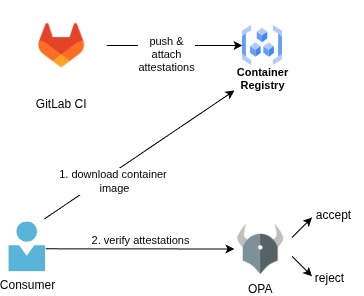 push &
attach
attestations
Container
Registry
GitLab CI
1. download container
image
accept
2. verify attestations
reject
Consumer
OPA